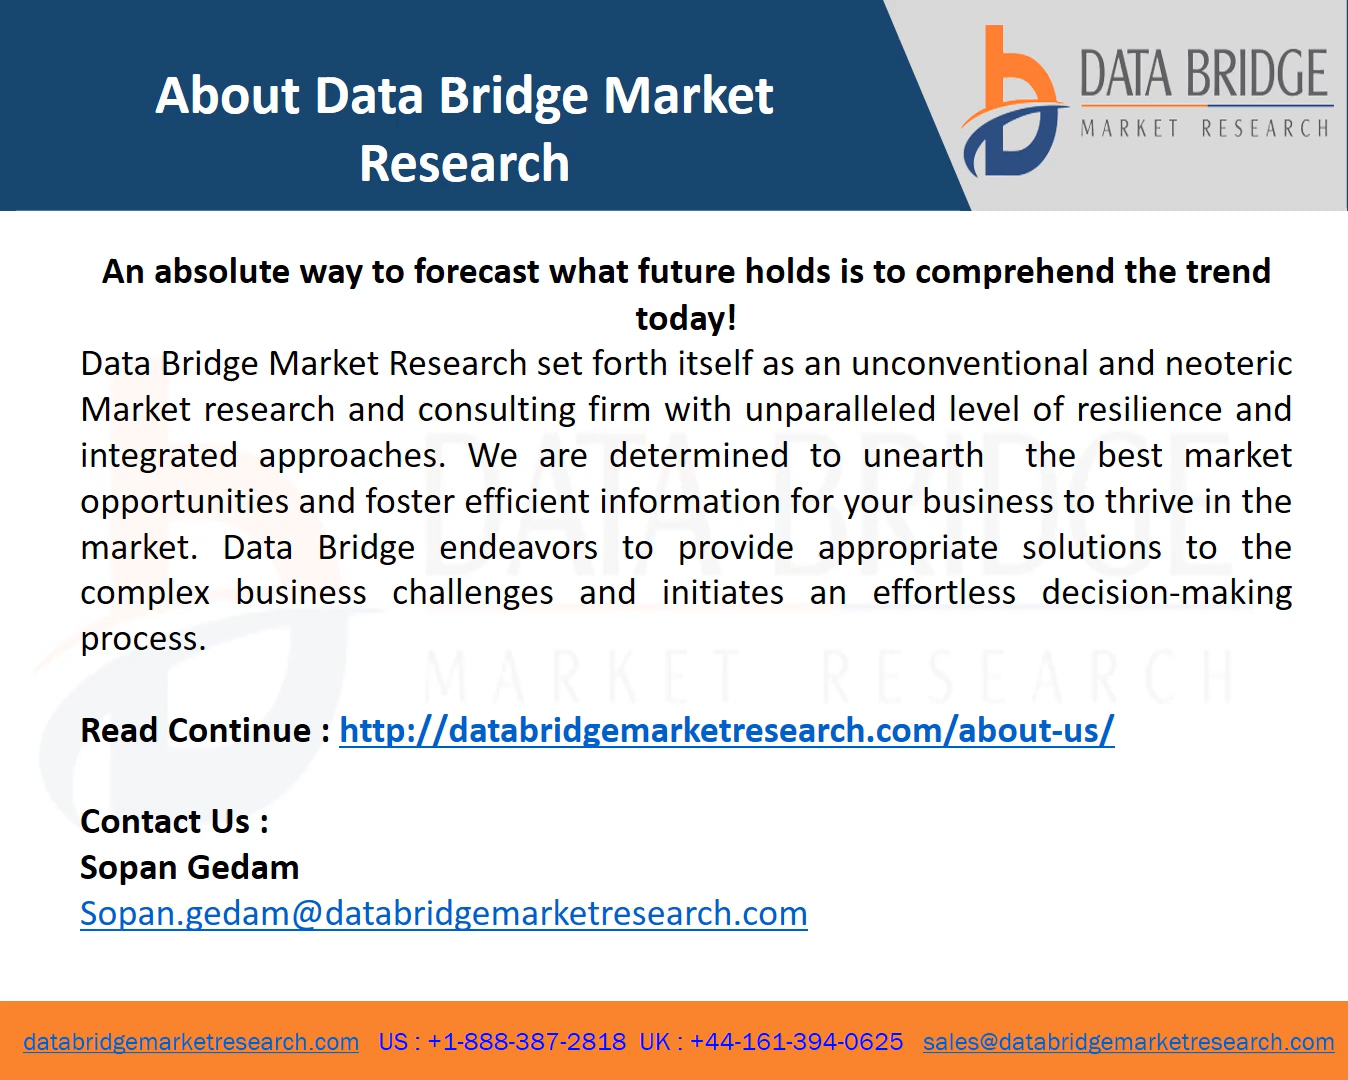 About Data Bridge Market
Research
DATA BRIDGE
MARKET RESEARCH
An absolute way to forecast what future holds is to comprehend the trend
today!
Data Bridge Market Research set forth itself as an unconventional and neoteric
Market research and consulting firm with unparalleled level of resilience and
integrated approaches. We are determined to unearth the best market
opportunities and foster efficient information for your business to thrive in the
market. Data Bridge endeavors to provide appropriate solutions to the
complex business challenges and initiates an effortless decision-making
process.
DATA BRIDGE
MARKET RESEARCH
Read Continue : http://databridgemarketresearch.com/about-us/
Contact Us :
Sopan Gedam
Sopan.gedam@databridgemarketresearch.com
databridgemarketresearch.com US : +1-888-387-2818 UK : +44-161-394-0625 sales@databridgemarketresearch.com